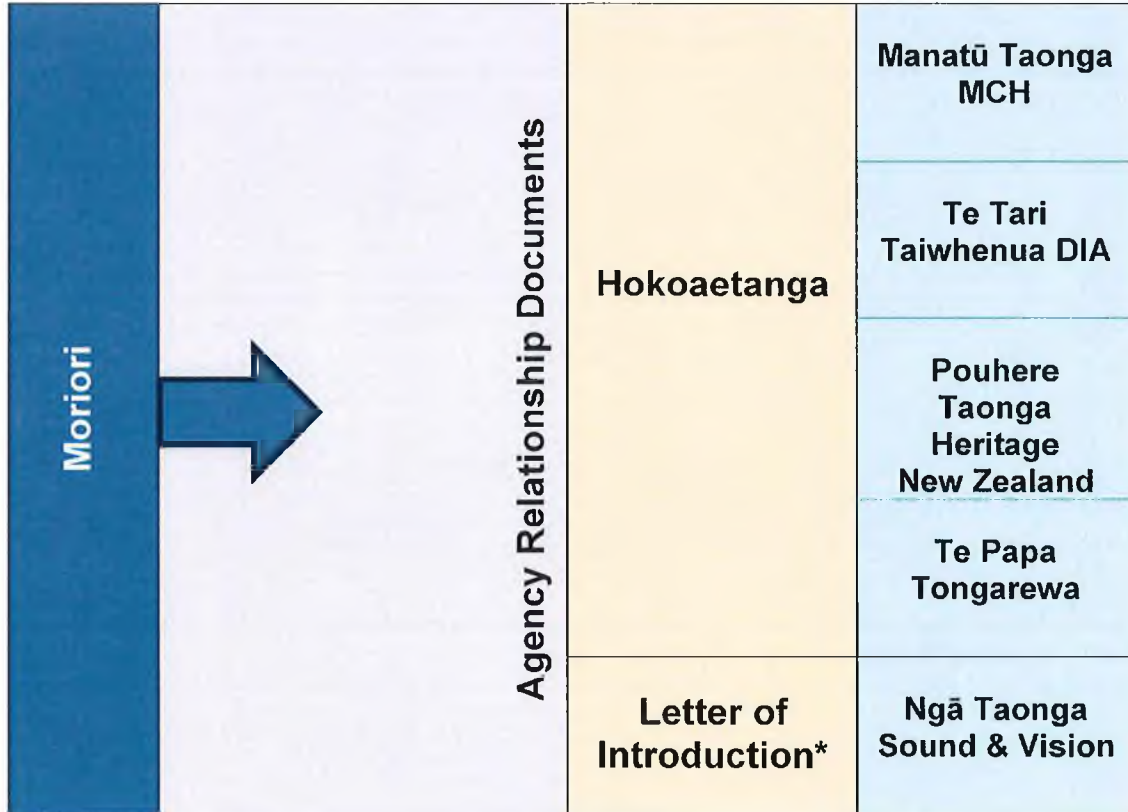 Moriori
Agency Relationship Documents
Hokoaetanga
Letter of
Introduction*
Manatū Taonga
MCH
Te Tari
Taiwhenua DIA
Pouhere
Taonga
Heritage
New Zealand
Te Papa
Tongarewa
Ngā Taonga
Sound & Vision